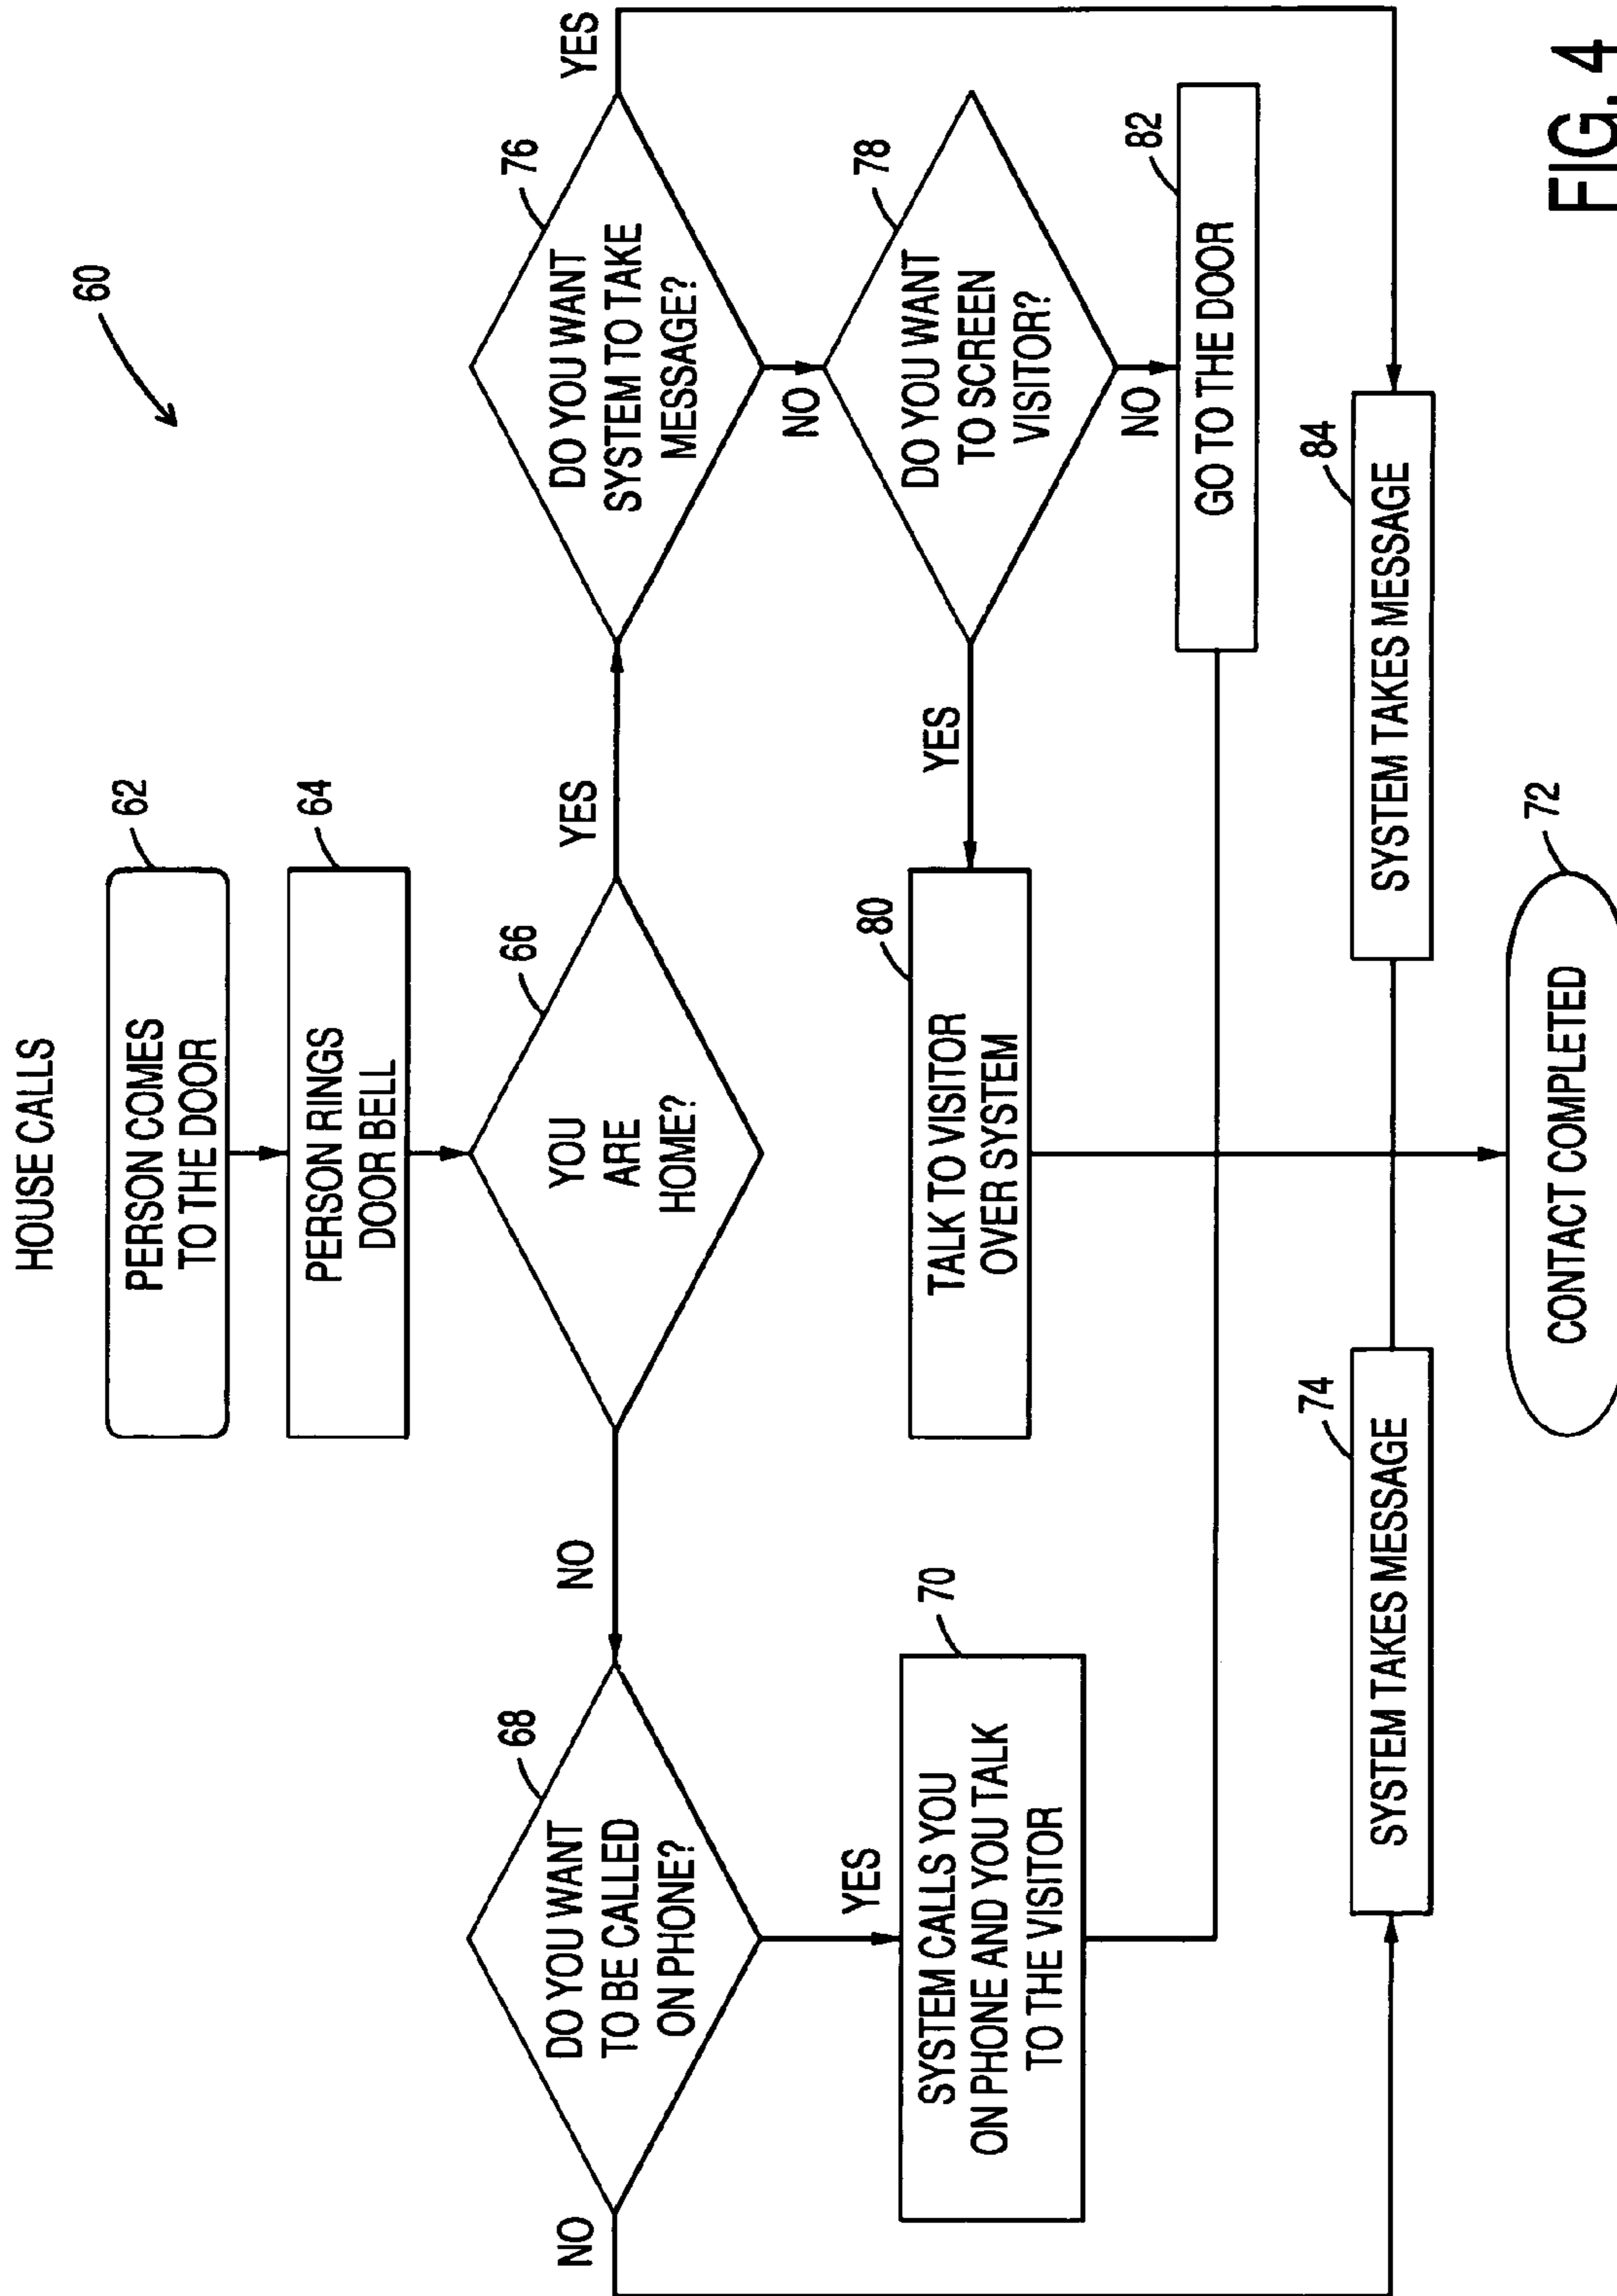 HOUSE CALLS
60
62
PERSON COMES
TO THE DOOR
64
PERSON RINGS
DOOR BELL
66
YOU
ARE
HOME?
NO
YES
68
DO YOU WANT
TO BE CALLED
ON PHONE?
NO
YES
70
SYSTEM CALLS YOU
ON PHONE AND YOU TALK
TO THE VISITOR
76
DO YOU WANT
SYSTEM TO TAKE
MESSAGE?
YES
NO
78
DO YOU WANT
TO SCREEN
VISITOR?
YES
NO
80
TALK TO VISITOR
OVER SYSTEM
82
GO TO THE DOOR
74
SYSTEM TAKES MESSAGE
84
SYSTEM TAKES MESSAGE
72
CONTACT COMPLETED
FIG. 4